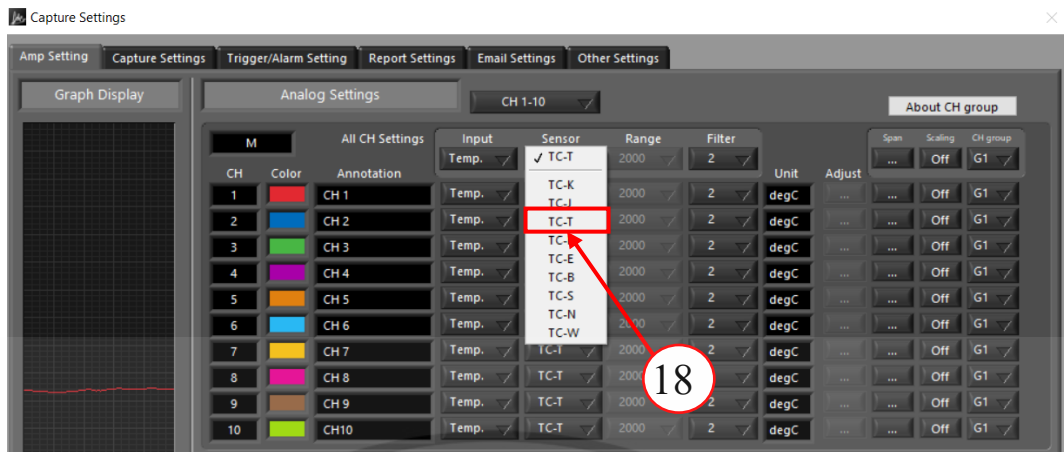 Capture Settings
Amp Setting Capture Settings Trigger/Alarm Setting Report Settings Email Settings Other Settings
Graph Display
Analog Settings CH 1-10
About CH group
M All CH Settings Input Sensor Range Filter Span Scaling CH group
Temp. ✓ TC-T 2000 2 ... Off G1
CH Color Annotation Unit Adjust
1 CH 1 Temp. TC-K 2000 2 degC ... ... Off G1
TC-J
2 CH 2 Temp. TC-T 2000 2 degC ... ... Off G1
3 CH 3 Temp. 2000 2 degC ... ... Off G1
TC-E
4 CH 4 Temp. TC-B 2000 2 degC ... ... Off G1
5 CH 5 Temp. TC-S 2000 2 degC ... ... Off G1
TC-N
6 CH 6 Temp. TC-W 2000 2 degC ... ... Off G1
7 CH 7 Temp. TC-T 2000 2 degC ... ... Off G1
8 CH 8 Temp. TC-T 2000 2 degC ... ... Off G1
18
9 CH 9 Temp. TC-T 2000 2 degC ... ... Off G1
10 CH10 Temp. TC-T 2000 2 degC ... ... Off G1